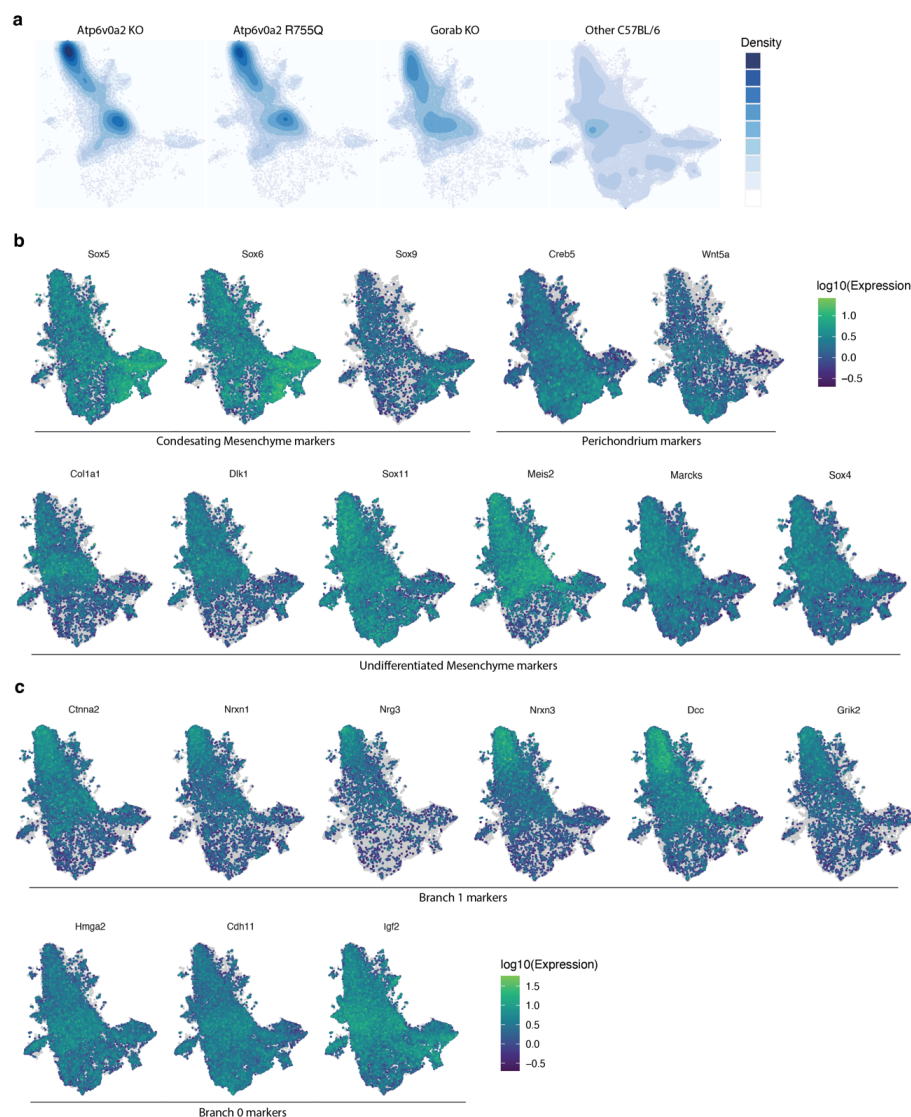 a
Atp6v0a2 KO
Atp6v0a2 R755Q
Gorab KO
Other C57BL/6
Density
b
Sox5
Sox6
Sox9
Creb5
Wnt5a
log10(Expression
1.0
0.5
0.0
−0.5
Condesating Mesenchyme markers
Perichondrium markers
Col1a1
Dlk1
Sox11
Meis2
Marcks
Sox4
Undifferentiated Mesenchyme markers
c
Ctnna2
Nrxn1
Nrg3
Nrxn3
Dcc
Grik2
Branch 1 markers
Hmga2
Cdh11
Igf2
log10(Expression)
1.5
1.0
0.5
0.0
−0.5
Branch 0 markers